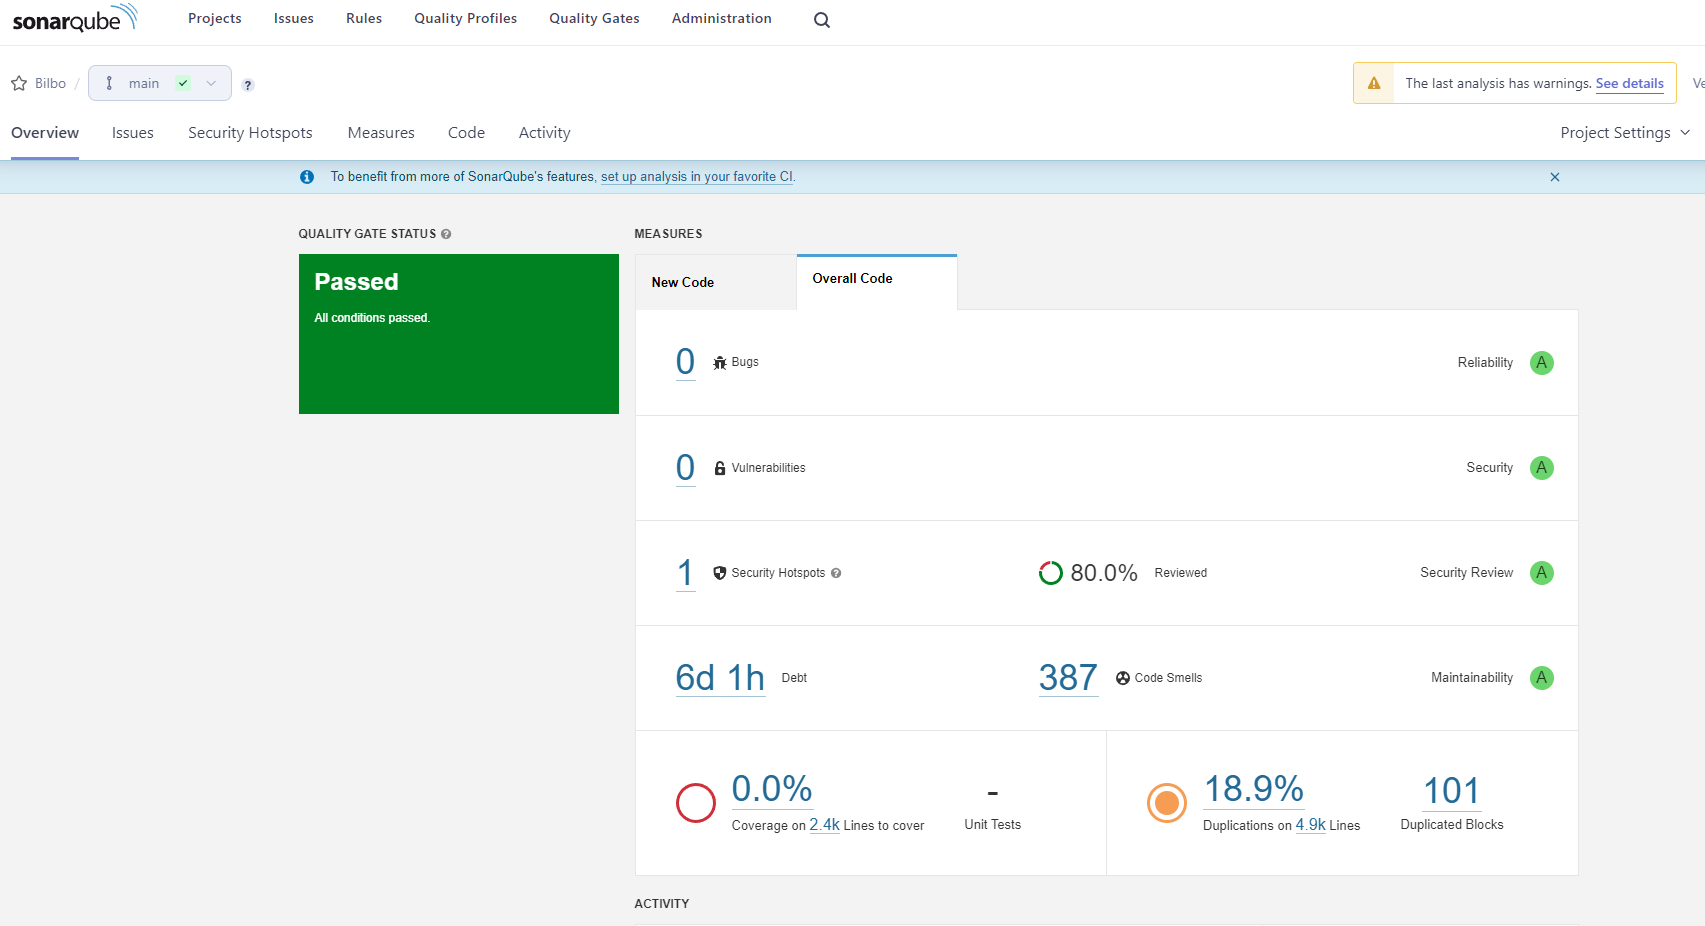 sonarqube
Projects Issues Rules Quality Profiles Quality Gates Administration
Bilbo / main ?
The last analysis has warnings. See details
Overview Issues Security Hotspots Measures Code Activity
Project Settings
To benefit from more of SonarQube's features, set up analysis in your favorite CI.
QUALITY GATE STATUS ?
MEASURES
Passed
All conditions passed.
New Code
Overall Code
0 Bugs
Reliability A
0 Vulnerabilities
Security A
1 Security Hotspots ?
80.0% Reviewed
Security Review A
6d 1h Debt
387 Code Smells
Maintainability A
0.0%
Coverage on 2.4k Lines to cover
-
Unit Tests
18.9%
Duplications on 4.9k Lines
101
Duplicated Blocks
ACTIVITY